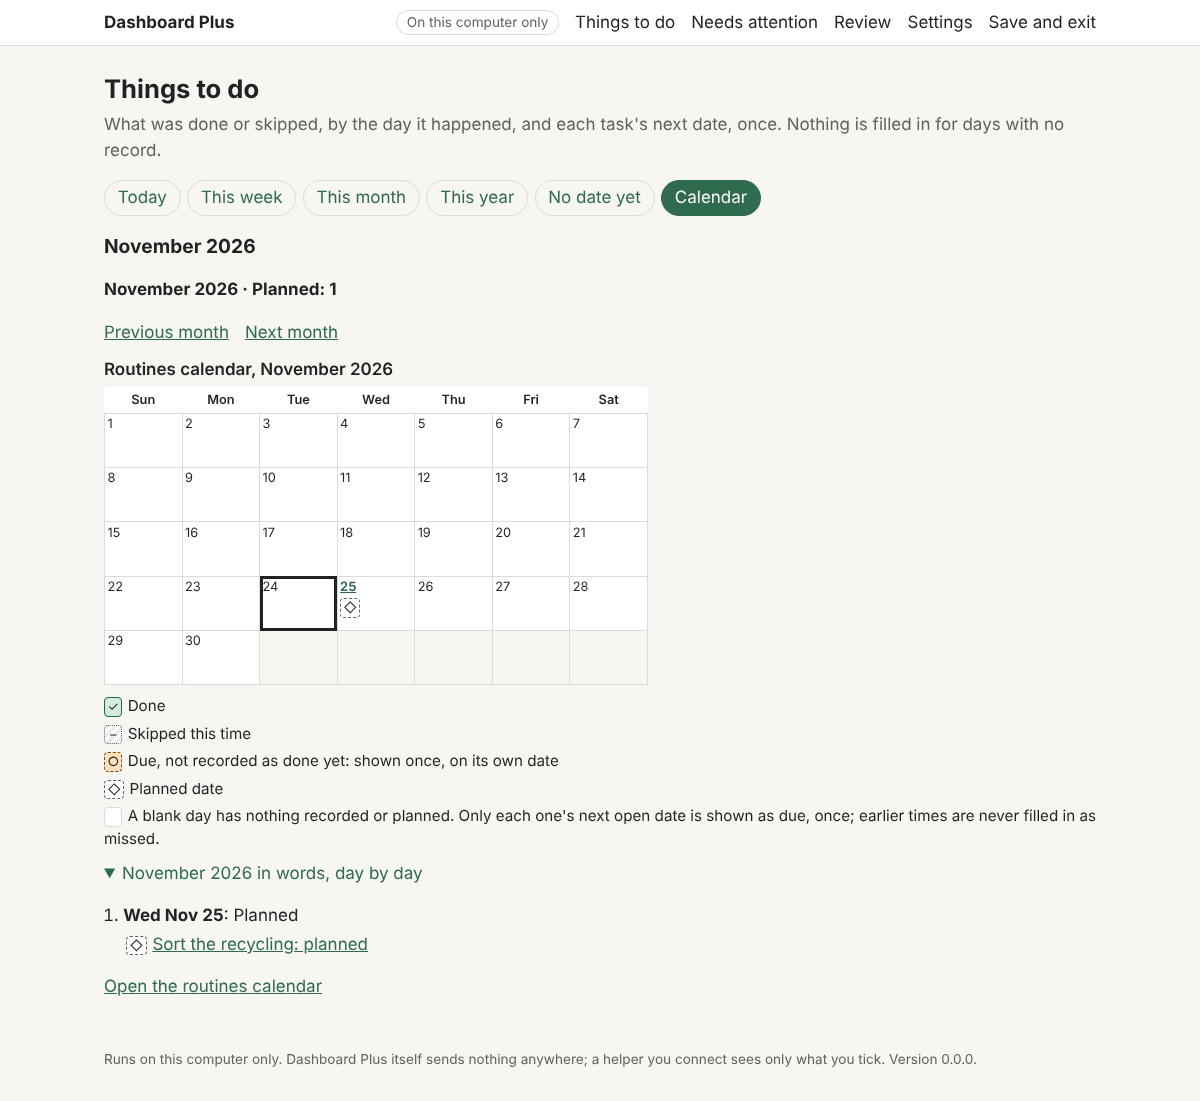 Dashboard Plus
On this computer only
Things to do
Needs attention
Review
Settings
Save and exit
Things to do
What was done or skipped, by the day it happened, and each task's next date, once. Nothing is filled in for days with no
record.
Today
This week
This month
This year
No date yet
Calendar
November 2026
November 2026 · Planned: 1
Previous month Next month
Routines calendar, November 2026
Sun Mon Tue Wed Thu Fri Sat
1 2 3 4 5 6 7
8 9 10 11 12 13 14
15 16 17 18 19 20 21
22 23 24 25 26 27 28
29 30
Done
Skipped this time
Due, not recorded as done yet: shown once, on its own date
Planned date
A blank day has nothing recorded or planned. Only each one's next open date is shown as due, once; earlier times are never filled in as
missed.
November 2026 in words, day by day
1. Wed Nov 25: Planned
Sort the recycling: planned
Open the routines calendar
Runs on this computer only. Dashboard Plus itself sends nothing anywhere; a helper you connect sees only what you tick. Version 0.0.0.